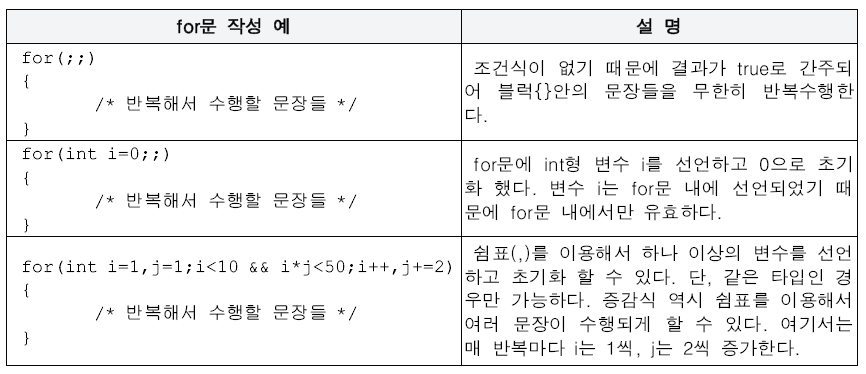 for문 작성 예
설 명
for(;;)
{
/* 반복해서 수행할 문장들 */
}
조건식이 없기 때문에 결과가 true로 간주되
어 블럭{}안의 문장들을 무한히 반복수행한
다.
for(int i=0;;)
{
/* 반복해서 수행할 문장들 */
}
for문에 int형 변수 i를 선언하고 0으로 초기
화 했다. 변수 i는 for문 내에 선언되었기 때
문에 for문 내에서만 유효하다.
for(int i=1,j=1;i<10 && i*j<50;i++,j+=2)
{
/* 반복해서 수행할 문장들 */
}
쉼표(,)를 이용해서 하나 이상의 변수를 선언
하고 초기화 할 수 있다. 단, 같은 타입인 경
우만 가능하다. 증감식 역시 쉼표를 이용해서
여러 문장이 수행되게 할 수 있다. 여기서는
매 반복마다 i는 1씩, j는 2씩 증가한다.